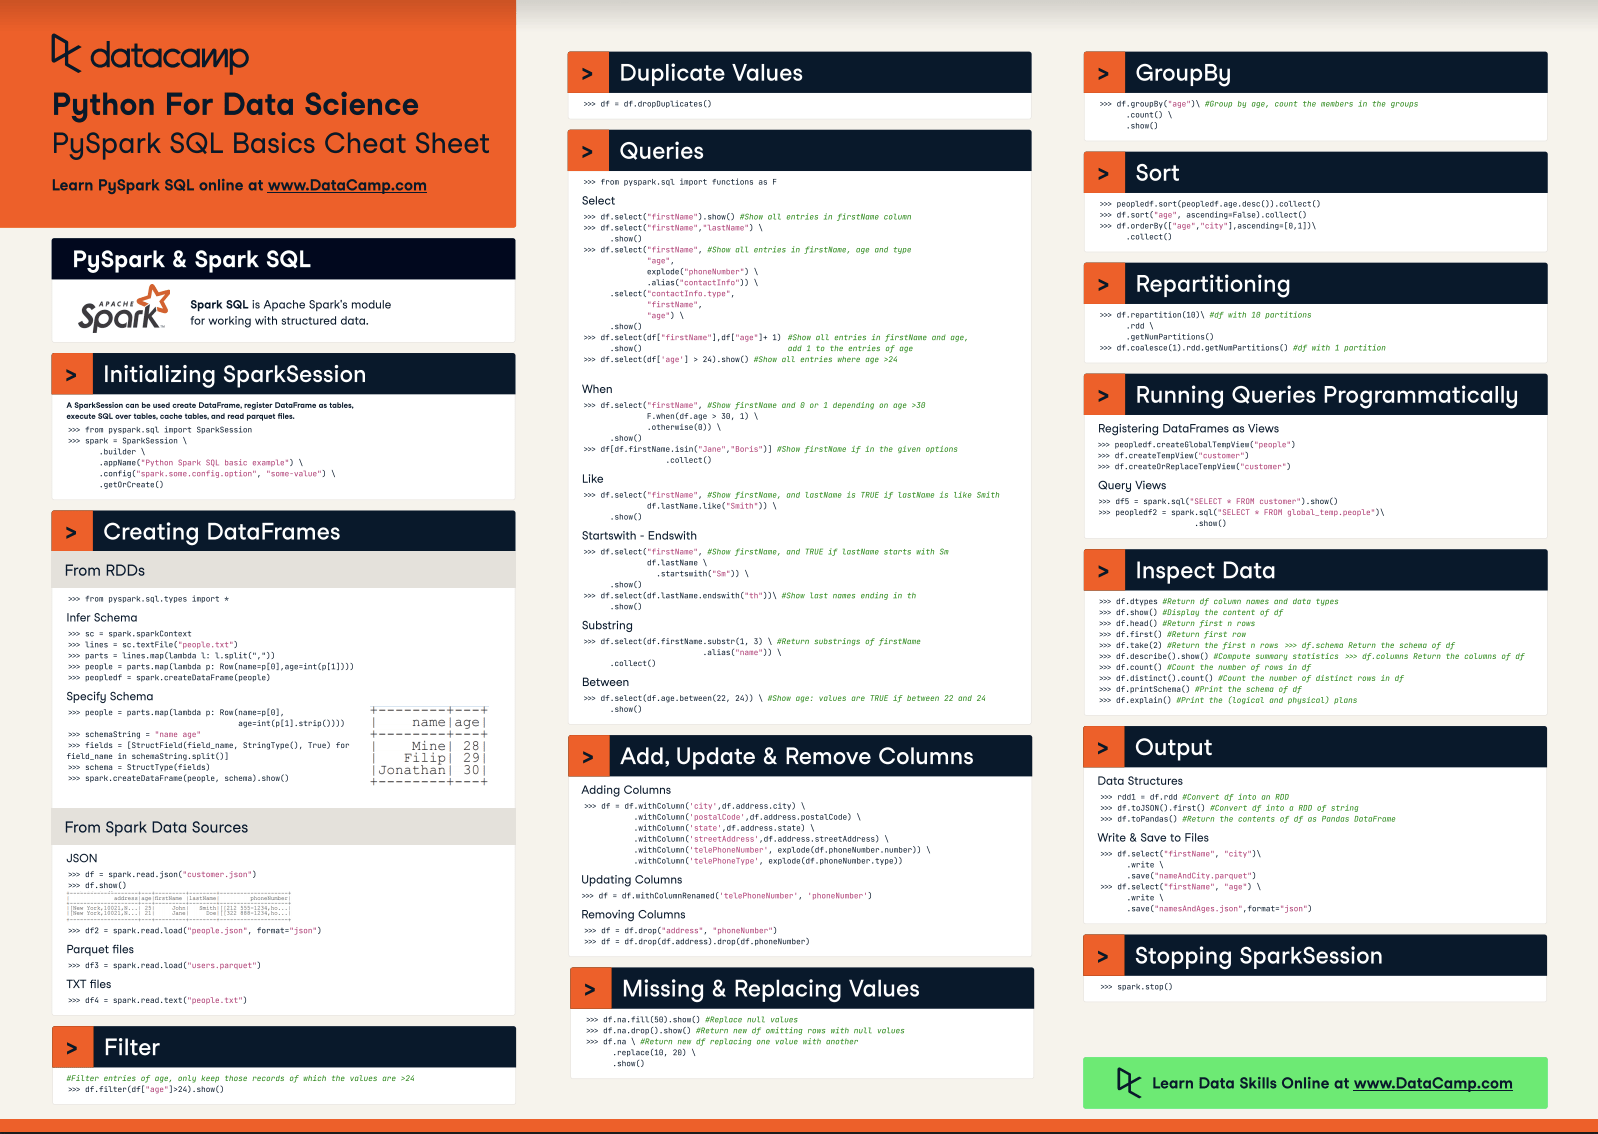 datacamp
Python For Data Science
PySpark SQL Basics Cheat Sheet
Learn PySpark SQL online at www.DataCamp.com
PySpark & Spark SQL
APACHE
Spark
Spark SQL is Apache Spark's module
for working with structured data.
> Initializing SparkSession
A SparkSession can be used create DataFrame, register DataFrame as tables,
execute SQL over tables, cache tables, and read parquet files.
>>> from pyspark.sql import SparkSession
>>> spark = SparkSession \
.builder \
.appName("Python Spark SQL basic example") \
.config("spark.some.config.option", "some-value") \
.getOrCreate()
> Creating DataFrames
From RDDs
>>> from pyspark.sql.types import *
Infer Schema
>>> sc = spark.sparkContext
>>> lines = sc.textFile("people.txt")
>>> parts = lines.map(lambda l: l.split(","))
>>> people = parts.map(lambda p: Row(name=p[0],age=int(p[1])))
>>> peopledf = spark.createDataFrame(people)
Specify Schema
>>> people = parts.map(lambda p: Row(name=p[0],
age=int(p[1].strip())))
>>> schemaString = "name age"
>>> fields = [StructField(field_name, StringType(), True) for
field_name in schemaString.split()]
>>> schema = StructType(fields)
>>> spark.createDataFrame(people, schema).show()
+--------+---+
| name|age|
+--------+---+
| Mine| 28|
| Filip| 29|
|Jonathan| 30|
+--------+---+
From Spark Data Sources
JSON
>>> df = spark.read.json("customer.json")
>>> df.show()
| address|age|firstName |lastName| phoneNumber|
|[New York,10021,N...| 25| John| Smith|[[212 555-1234,ho...|
|[New York,10021,N...| 21| Jane| Doe|[[322 888-1234,ho...|
>>> df2 = spark.read.load("people.json", format="json")
Parquet files
>>> df3 = spark.read.load("users.parquet")
TXT files
>>> df4 = spark.read.text("people.txt")
> Filter
#Filter entries of age, only keep those records of which the values are >24
>>> df.filter(df["age"]>24).show()
> Duplicate Values
>>> df = df.dropDuplicates()
> Queries
>>> from pyspark.sql import functions as F
Select
>>> df.select("firstName").show() #Show all entries in firstName column
>>> df.select("firstName","lastName") \
.show()
>>> df.select("firstName", #Show all entries in firstName, age and type
"age",
explode("phoneNumber") \
.alias("contactInfo")) \
.select("contactInfo.type",
"firstName",
"age") \
.show()
>>> df.select(df["firstName"],df["age"]+ 1) #Show all entries in firstName and age,
.show() add 1 to the entries of age
>>> df.select(df['age'] > 24).show() #Show all entries where age >24
When
>>> df.select("firstName", #Show firstName and 0 or 1 depending on age >30
F.when(df.age > 30, 1) \
.otherwise(0)) \
.show()
>>> df[df.firstName.isin("Jane","Boris")] #Show firstName if in the given options
.collect()
Like
>>> df.select("firstName", #Show firstName, and lastName is TRUE if lastName is like Smith
df.lastName.like("Smith")) \
.show()
Startswith - Endswith
>>> df.select("firstName", #Show firstName, and TRUE if lastName starts with Sm
df.lastName \
.startswith("Sm")) \
.show()
>>> df.select(df.lastName.endswith("th"))\ #Show last names ending in th
.show()
Substring
>>> df.select(df.firstName.substr(1, 3) \ #Return substrings of firstName
.alias("name")) \
.collect()
Between
>>> df.select(df.age.between(22, 24)) \ #Show age: values are TRUE if between 22 and 24
.show()
> Add, Update & Remove Columns
Adding Columns
>>> df = df.withColumn('city',df.address.city) \
.withColumn('postalCode',df.address.postalCode) \
.withColumn('state',df.address.state) \
.withColumn('streetAddress',df.address.streetAddress) \
.withColumn('telePhoneNumber', explode(df.phoneNumber.number)) \
.withColumn('telePhoneType', explode(df.phoneNumber.type))
Updating Columns
>>> df = df.withColumnRenamed('telePhoneNumber', 'phoneNumber')
Removing Columns
>>> df = df.drop("address", "phoneNumber")
>>> df = df.drop(df.address).drop(df.phoneNumber)
> Missing & Replacing Values
>>> df.na.fill(50).show() #Replace null values
>>> df.na.drop().show() #Return new df omitting rows with null values
>>> df.na \ #Return new df replacing one value with another
.replace(10, 20) \
.show()
> GroupBy
>>> df.groupBy("age")\ #Group by age, count the members in the groups
.count() \
.show()
> Sort
>>> peopledf.sort(peopledf.age.desc()).collect()
>>> df.sort("age", ascending=False).collect()
>>> df.orderBy(["age","city"],ascending=[0,1])\
.collect()
> Repartitioning
>>> df.repartition(10)\ #df with 10 partitions
.rdd \
.getNumPartitions()
>>> df.coalesce(1).rdd.getNumPartitions() #df with 1 partition
> Running Queries Programmatically
Registering DataFrames as Views
>>> peopledf.createGlobalTempView("people")
>>> df.createTempView("customer")
>>> df.createOrReplaceTempView("customer")
Query Views
>>> df5 = spark.sql("SELECT * FROM customer").show()
>>> peopledf2 = spark.sql("SELECT * FROM global_temp.people")\
.show()
> Inspect Data
>>> df.dtypes #Return df column names and data types
>>> df.show() #Display the content of df
>>> df.head() #Return first n rows
>>> df.first() #Return first row
>>> df.take(2) #Return the first n rows >>> df.schema Return the schema of df
>>> df.describe().show() #Compute summary statistics >>> df.columns Return the columns of df
>>> df.count() #Count the number of rows in df
>>> df.distinct().count() #Count the number of distinct rows in df
>>> df.printSchema() #Print the schema of df
>>> df.explain() #Print the (logical and physical) plans
> Output
Data Structures
>>> rdd1 = df.rdd #Convert df into an RDD
>>> df.toJSON().first() #Convert df into a RDD of string
>>> df.toPandas() #Return the contents of df as Pandas DataFrame
Write & Save to Files
>>> df.select("firstName", "city")\
.write \
.save("nameAndCity.parquet")
>>> df.select("firstName", "age") \
.write \
.save("namesAndAges.json",format="json")
> Stopping SparkSession
>>> spark.stop()
Learn Data Skills Online at www.DataCamp.com